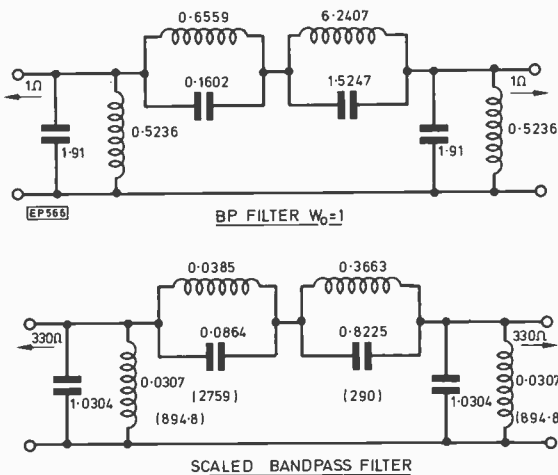 0·6559 6·2407
1Ω 0·1602 1·5247 1Ω
0·5236 0·5236
1·91 1·91
EP566
BP FILTER W₀=1
0·0385 0·3663
330Ω 0·0864 0·8225 330Ω
0·0307 (2759) (290) 0·0307
1·0304 (894·8) 1·0304 (894·8)
SCALED BANDPASS FILTER